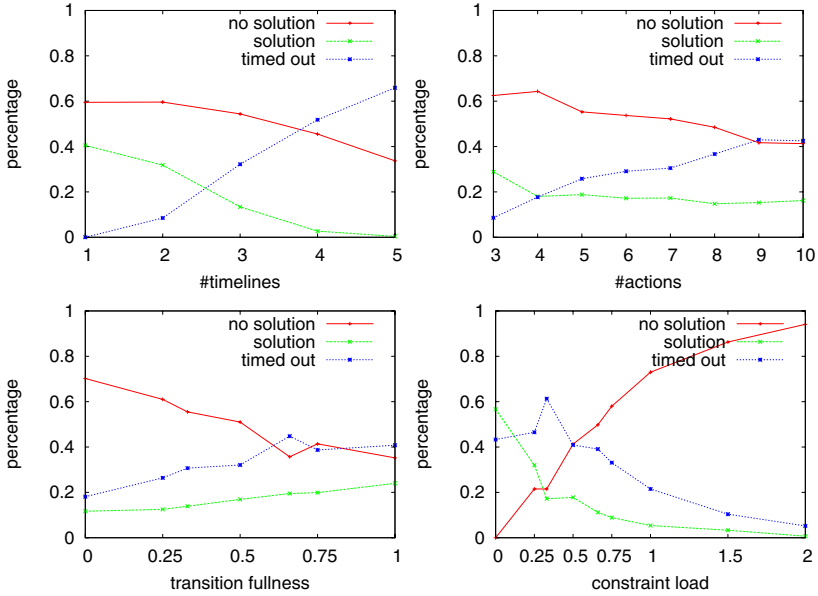 1
0.8
0.6
0.4
0.2
0
percentage
no solution
solution
timed out
1 2 3 4 5
#timelines
1
0.8
0.6
0.4
0.2
0
percentage
no solution
solution
timed out
3 4 5 6 7 8 9 10
#actions
1
0.8
0.6
0.4
0.2
0
percentage
no solution
solution
timed out
0 0.25 0.5 0.75 1
transition fullness
1
0.8
0.6
0.4
0.2
0
percentage
no solution
solution
timed out
0 0.25 0.5 0.75 1 1.5 2
constraint load